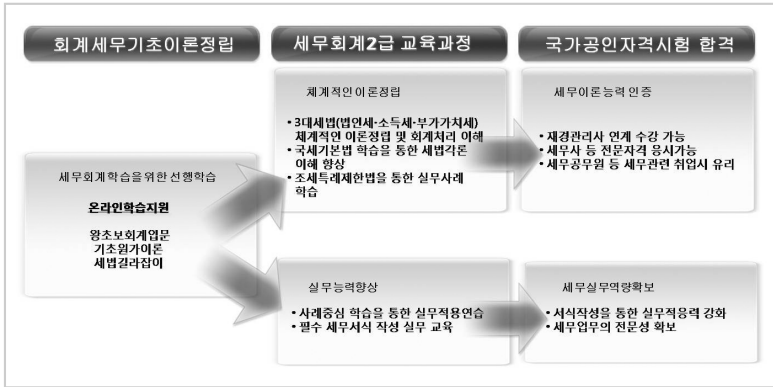 회계세무기초이론정립
세무회계2급 교육과정
국가공인자격시험 합격
세무회계학습을위한선행학습
온라인학습지원
왕초보회계입문
기초원가이론
세법길라잡이
체계적인이론정립
• 3대세법(법인세·소득세·부가가치세)
체계적인 이론정립 및 회계처리 이해
• 국세기본법 학습을 통한 세법각론
이해 향상
• 조세특례제한법을 통한 실무사례
학습
세무이론능력인증
• 재경관리사 연계 수강 가능
• 세무사 등 전문자격 응시가능
• 세무공무원 등 세무관련 취업시 유리
실무능력향상
• 사례중심 학습을 통한 실무적용연습
• 필수 세무서식 작성 실무 교육
세무실무역량확보
• 서식작성을 통한 실무적응력 강화
• 세무업무의 전문성 확보